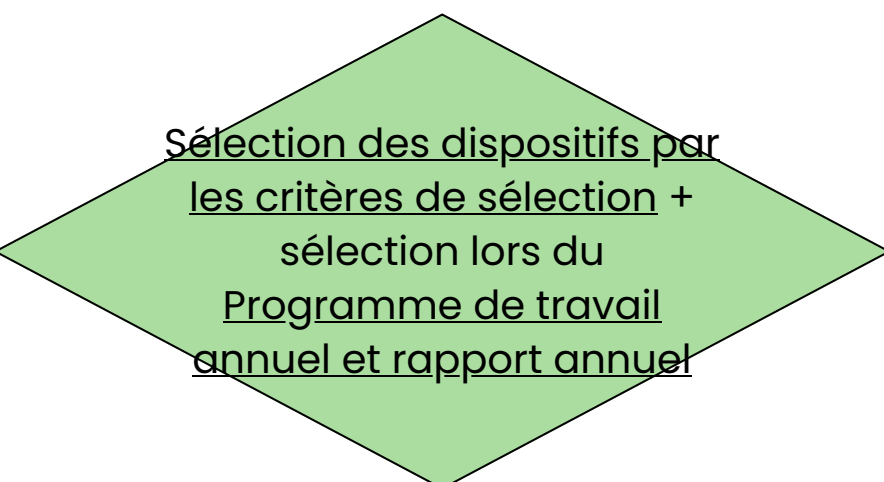 Sélection des dispositifs par
les critères de sélection +
sélection lors du
Programme de travail
annuel et rapport annuel